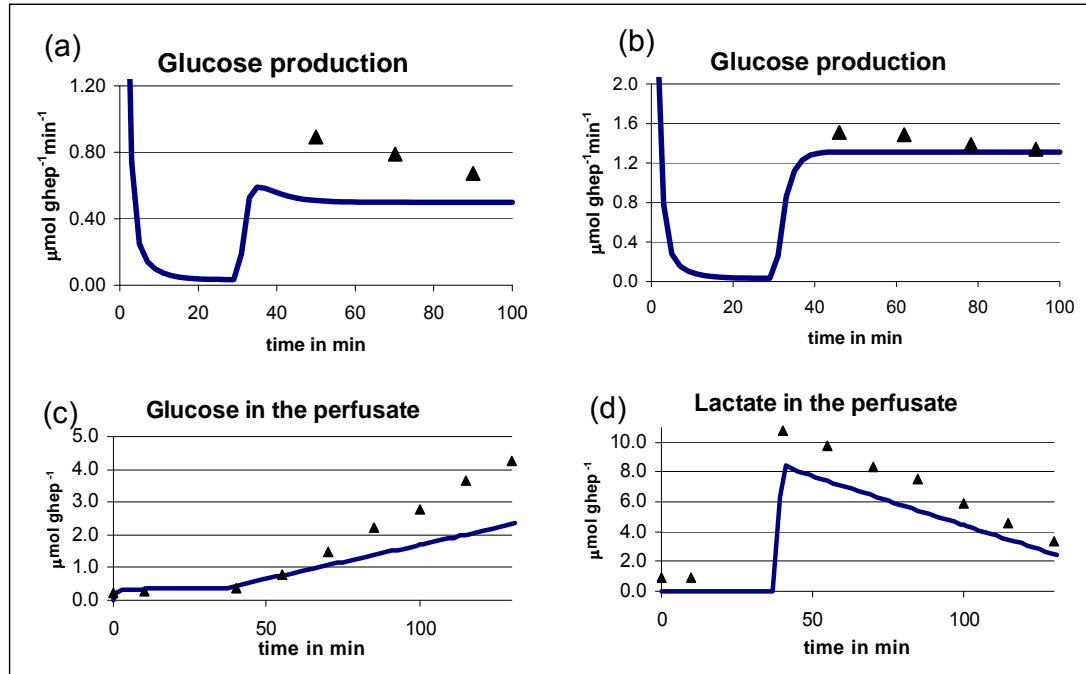 (a)
Glucose production
1.20
0.80
0.40
0.00
µmol ghep⁻¹min⁻¹
0 20 40 60 80 100
time in min
(b)
Glucose production
2.0
1.6
1.2
0.8
0.4
0.0
µmol ghep⁻¹min⁻¹
0 20 40 60 80 100
time in min
(c)
Glucose in the perfusate
5.0
4.0
3.0
2.0
1.0
0.0
µmol ghep⁻¹
0 50 100
time in min
(d)
Lactate in the perfusate
10.0
8.0
6.0
4.0
2.0
0.0
µmol ghep⁻¹
0 50 100
time in min